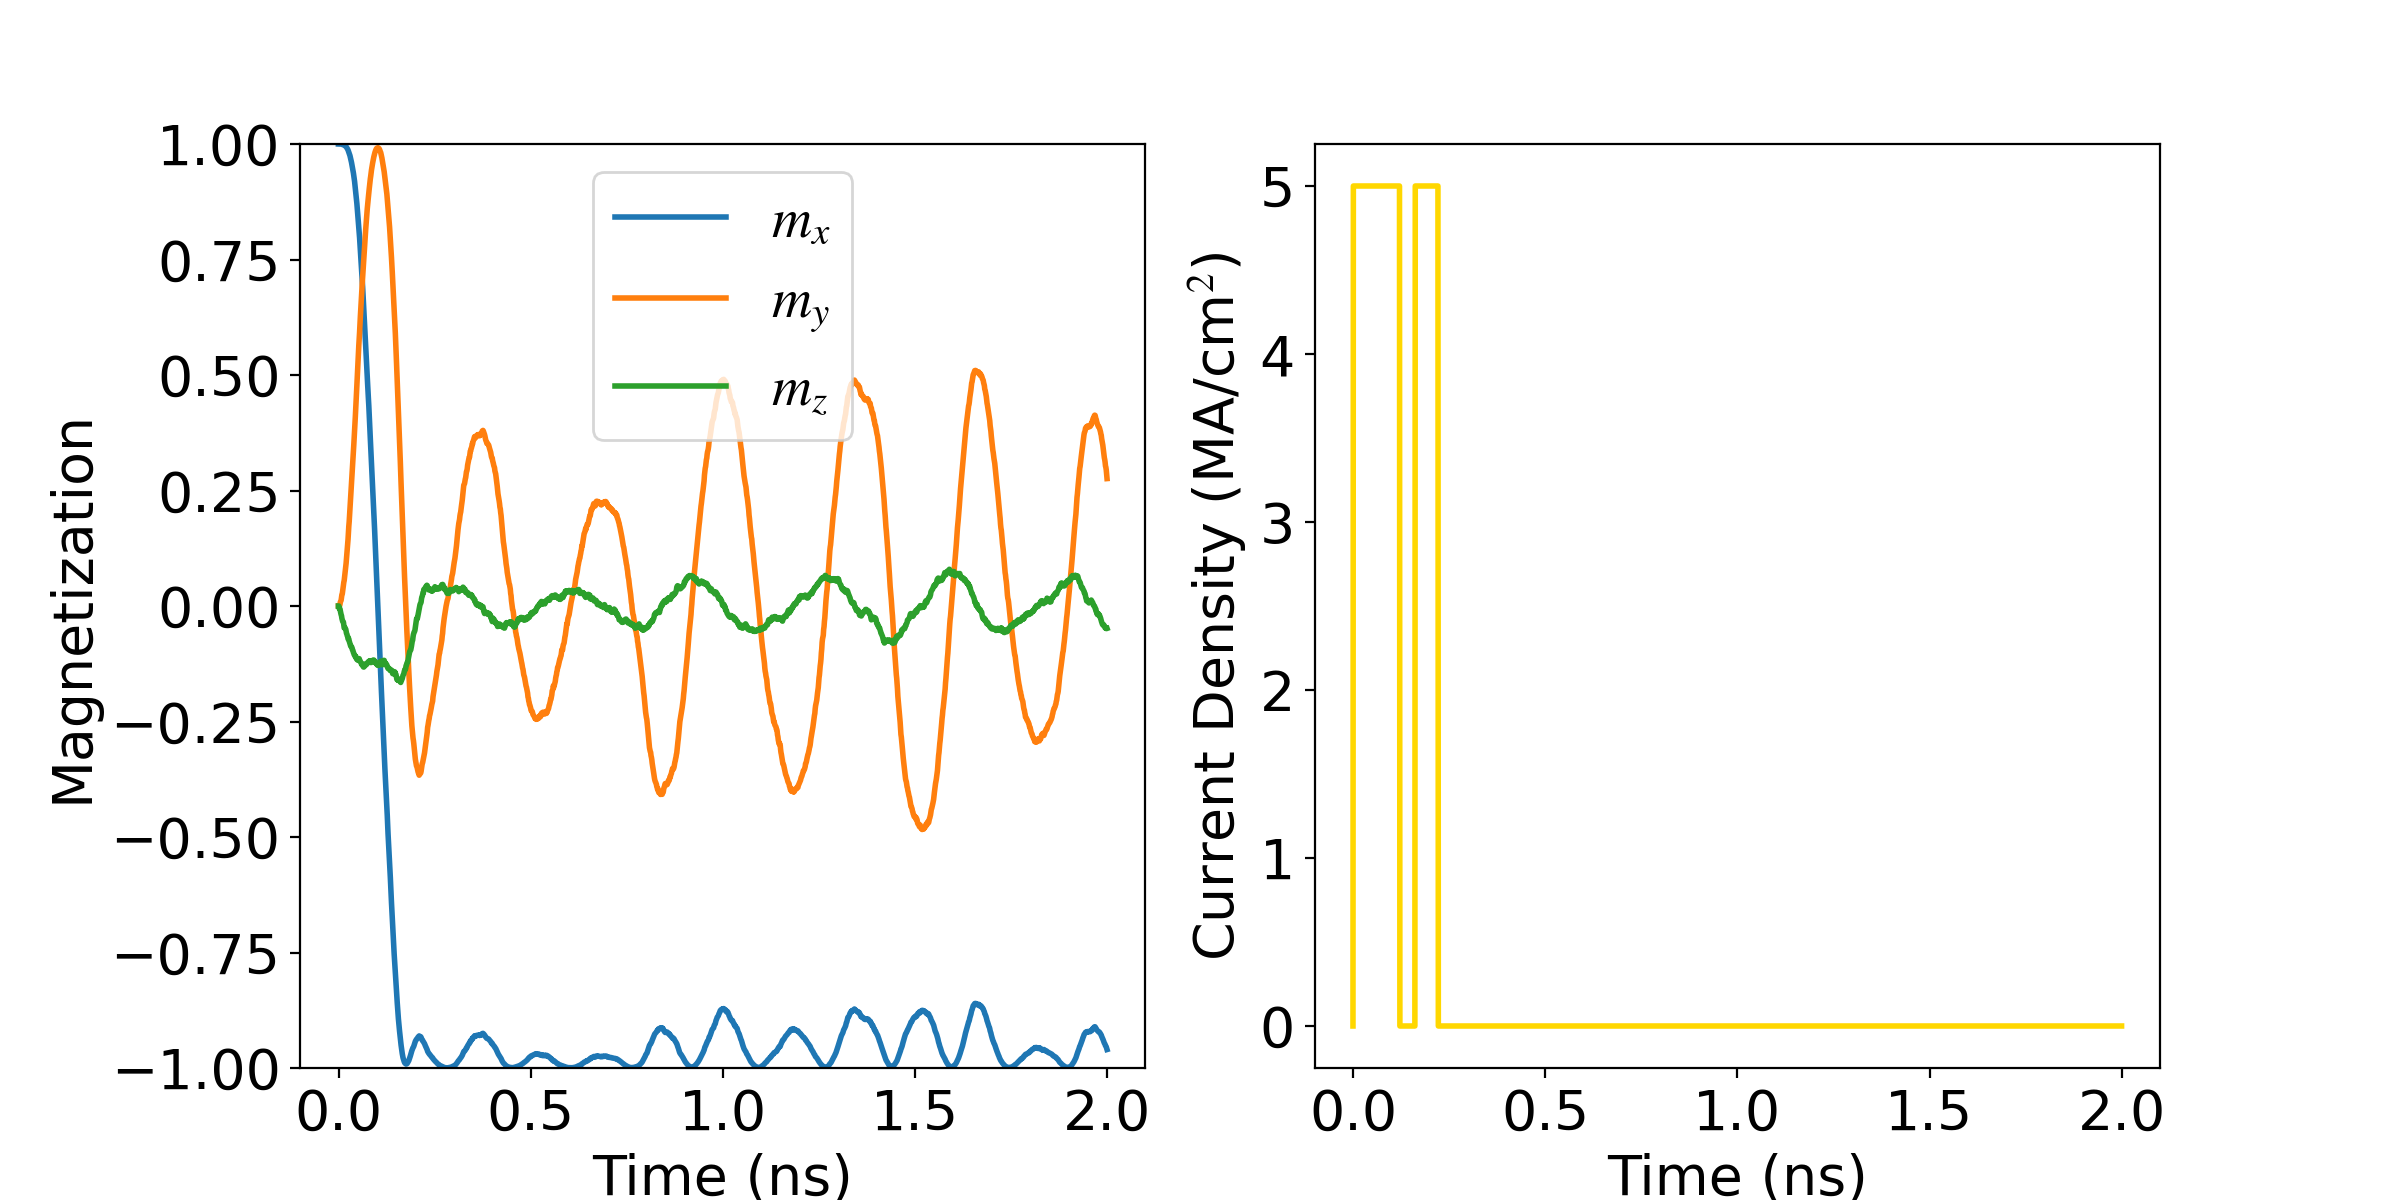 Magnetization
1.00
0.75
0.50
0.25
0.00
−0.25
−0.50
−0.75
−1.00
0.0 0.5 1.0 1.5 2.0
Time (ns)
m_x
m_y
m_z
Current Density (MA/cm²)
5
4
3
2
1
0
0.0 0.5 1.0 1.5 2.0
Time (ns)